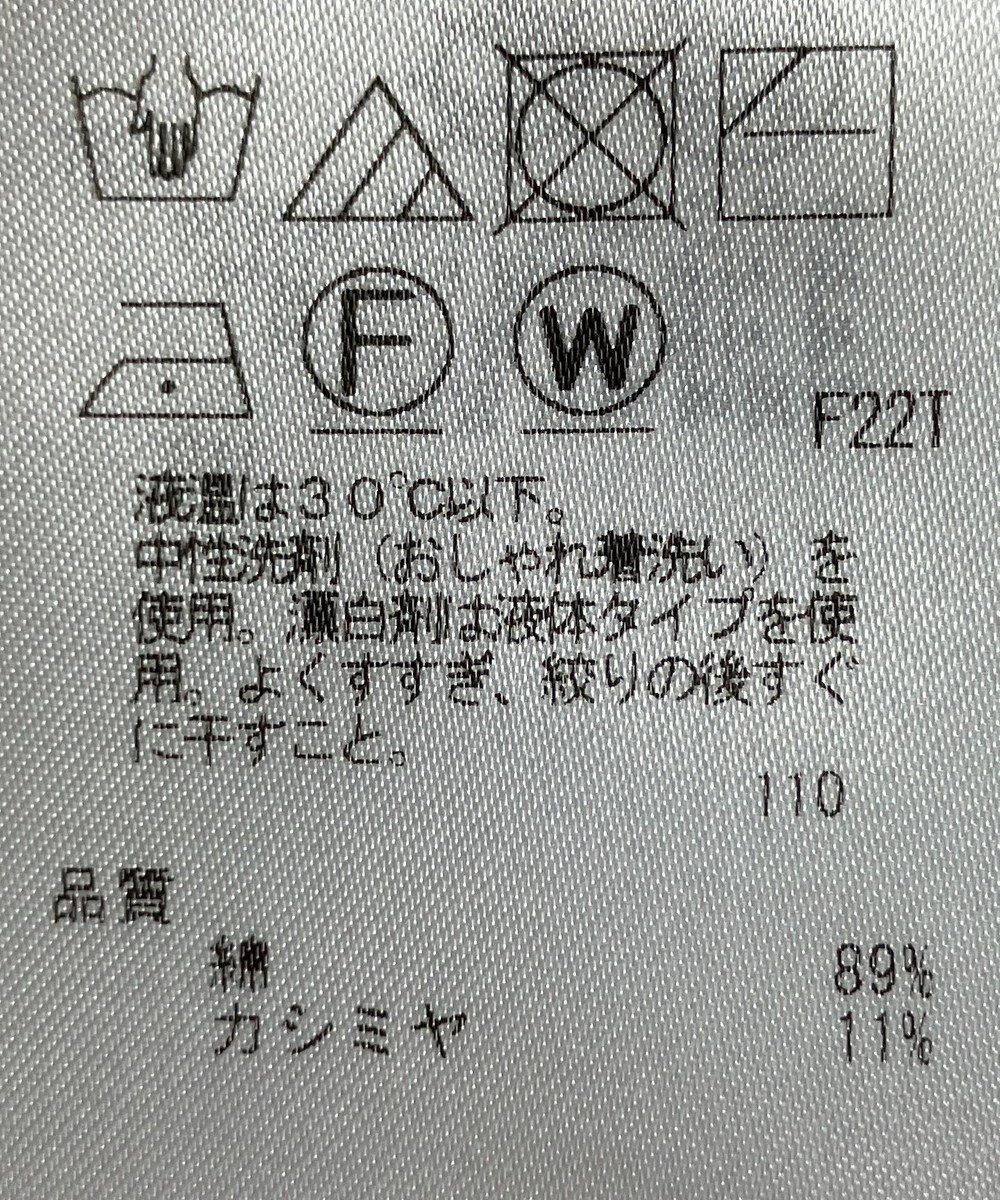 F
W
F22T
液温は30℃以下。
中性洗剤(おしゃれ着洗い)を
使用。漂白剤は液体タイプを使
用。よくすすぎ、絞りの後すぐ
に干すこと。
110
品質
綿 89%
カシミヤ 11%